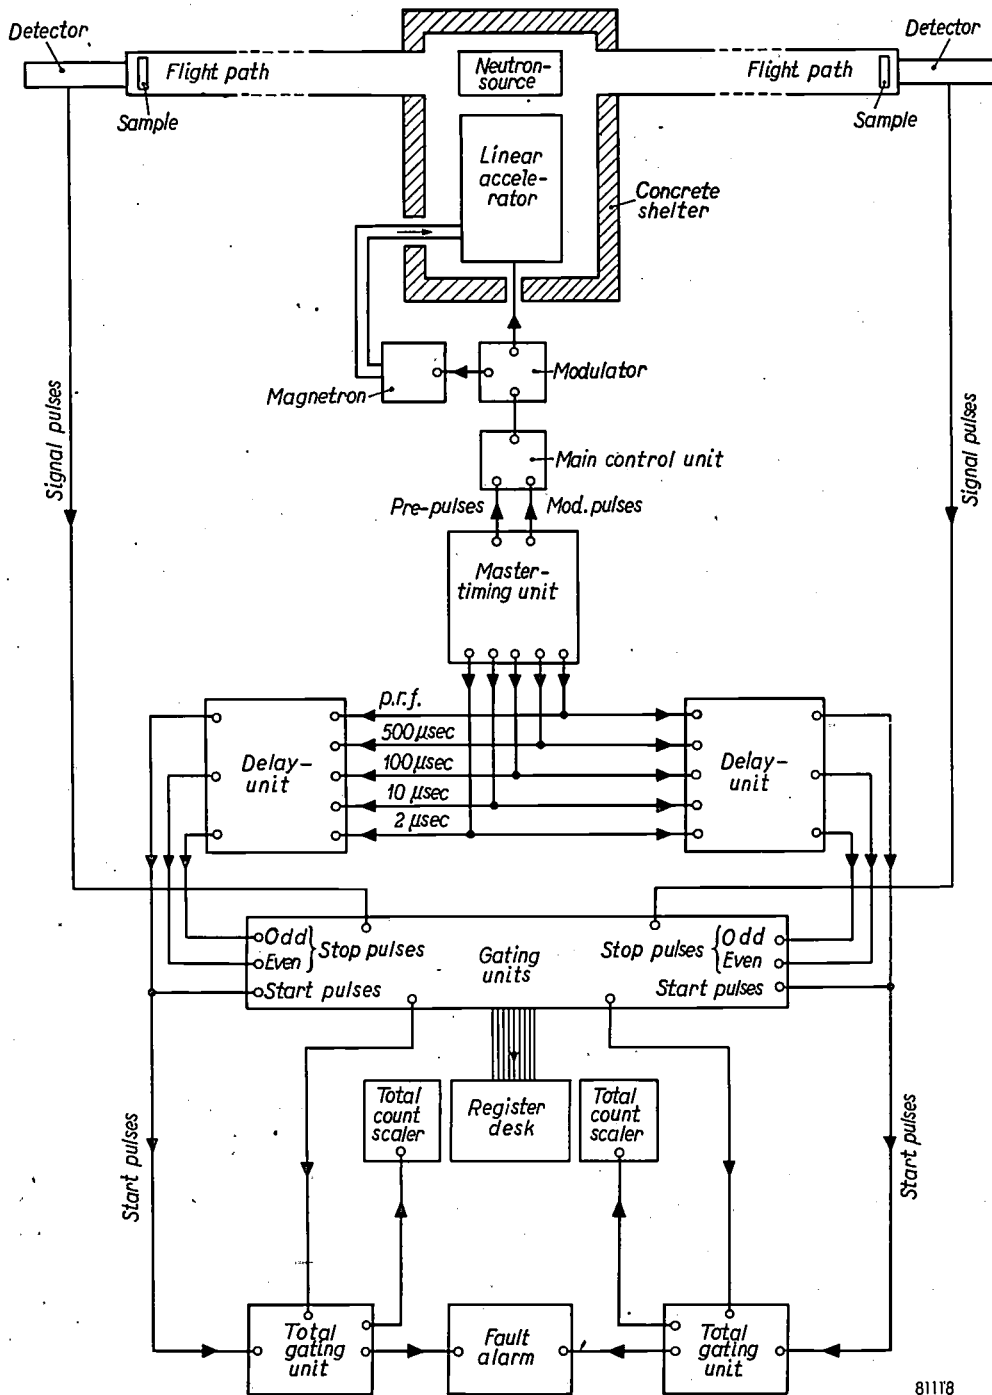 Detector
Detector
Flight path
Neutron-
source
Flight path
Sample
Sample
Linear
accele-
rator
Concrete
shelter
Magnetron
Modulator
Signal pulses
Signal pulses
Main control unit
Pre-pulses
Mod. pulses
Master-
timing unit
p.r.f.
500 μsec
100 μsec
10 μsec
2 μsec
Delay-
unit
Delay-
unit
Odd
Even
Stop pulses
Start pulses
Gating
units
Stop pulses
Odd
Even
Start pulses
Total
count
scaler
Register
desk
Total
count
scaler
Start pulses
Start pulses
Total
gating
unit
Fault
alarm
Total
gating
unit
81118